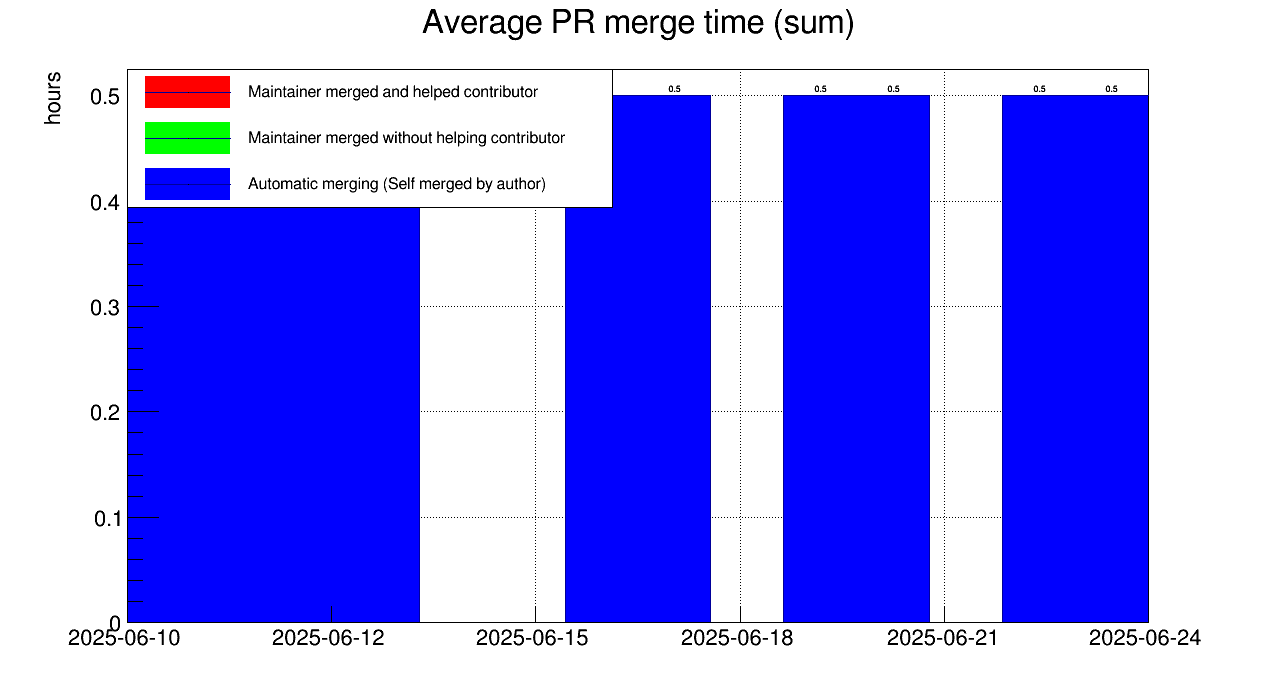 Average PR merge time (sum)
hours
Maintainer merged and helped contributor
Maintainer merged without helping contributor
Automatic merging (Self merged by author)
0.5
0.4
0.3
0.2
0.1
0
0.5 0.5 0.5 0.5 0.5
2025-06-10 2025-06-12 2025-06-15 2025-06-18 2025-06-21 2025-06-24